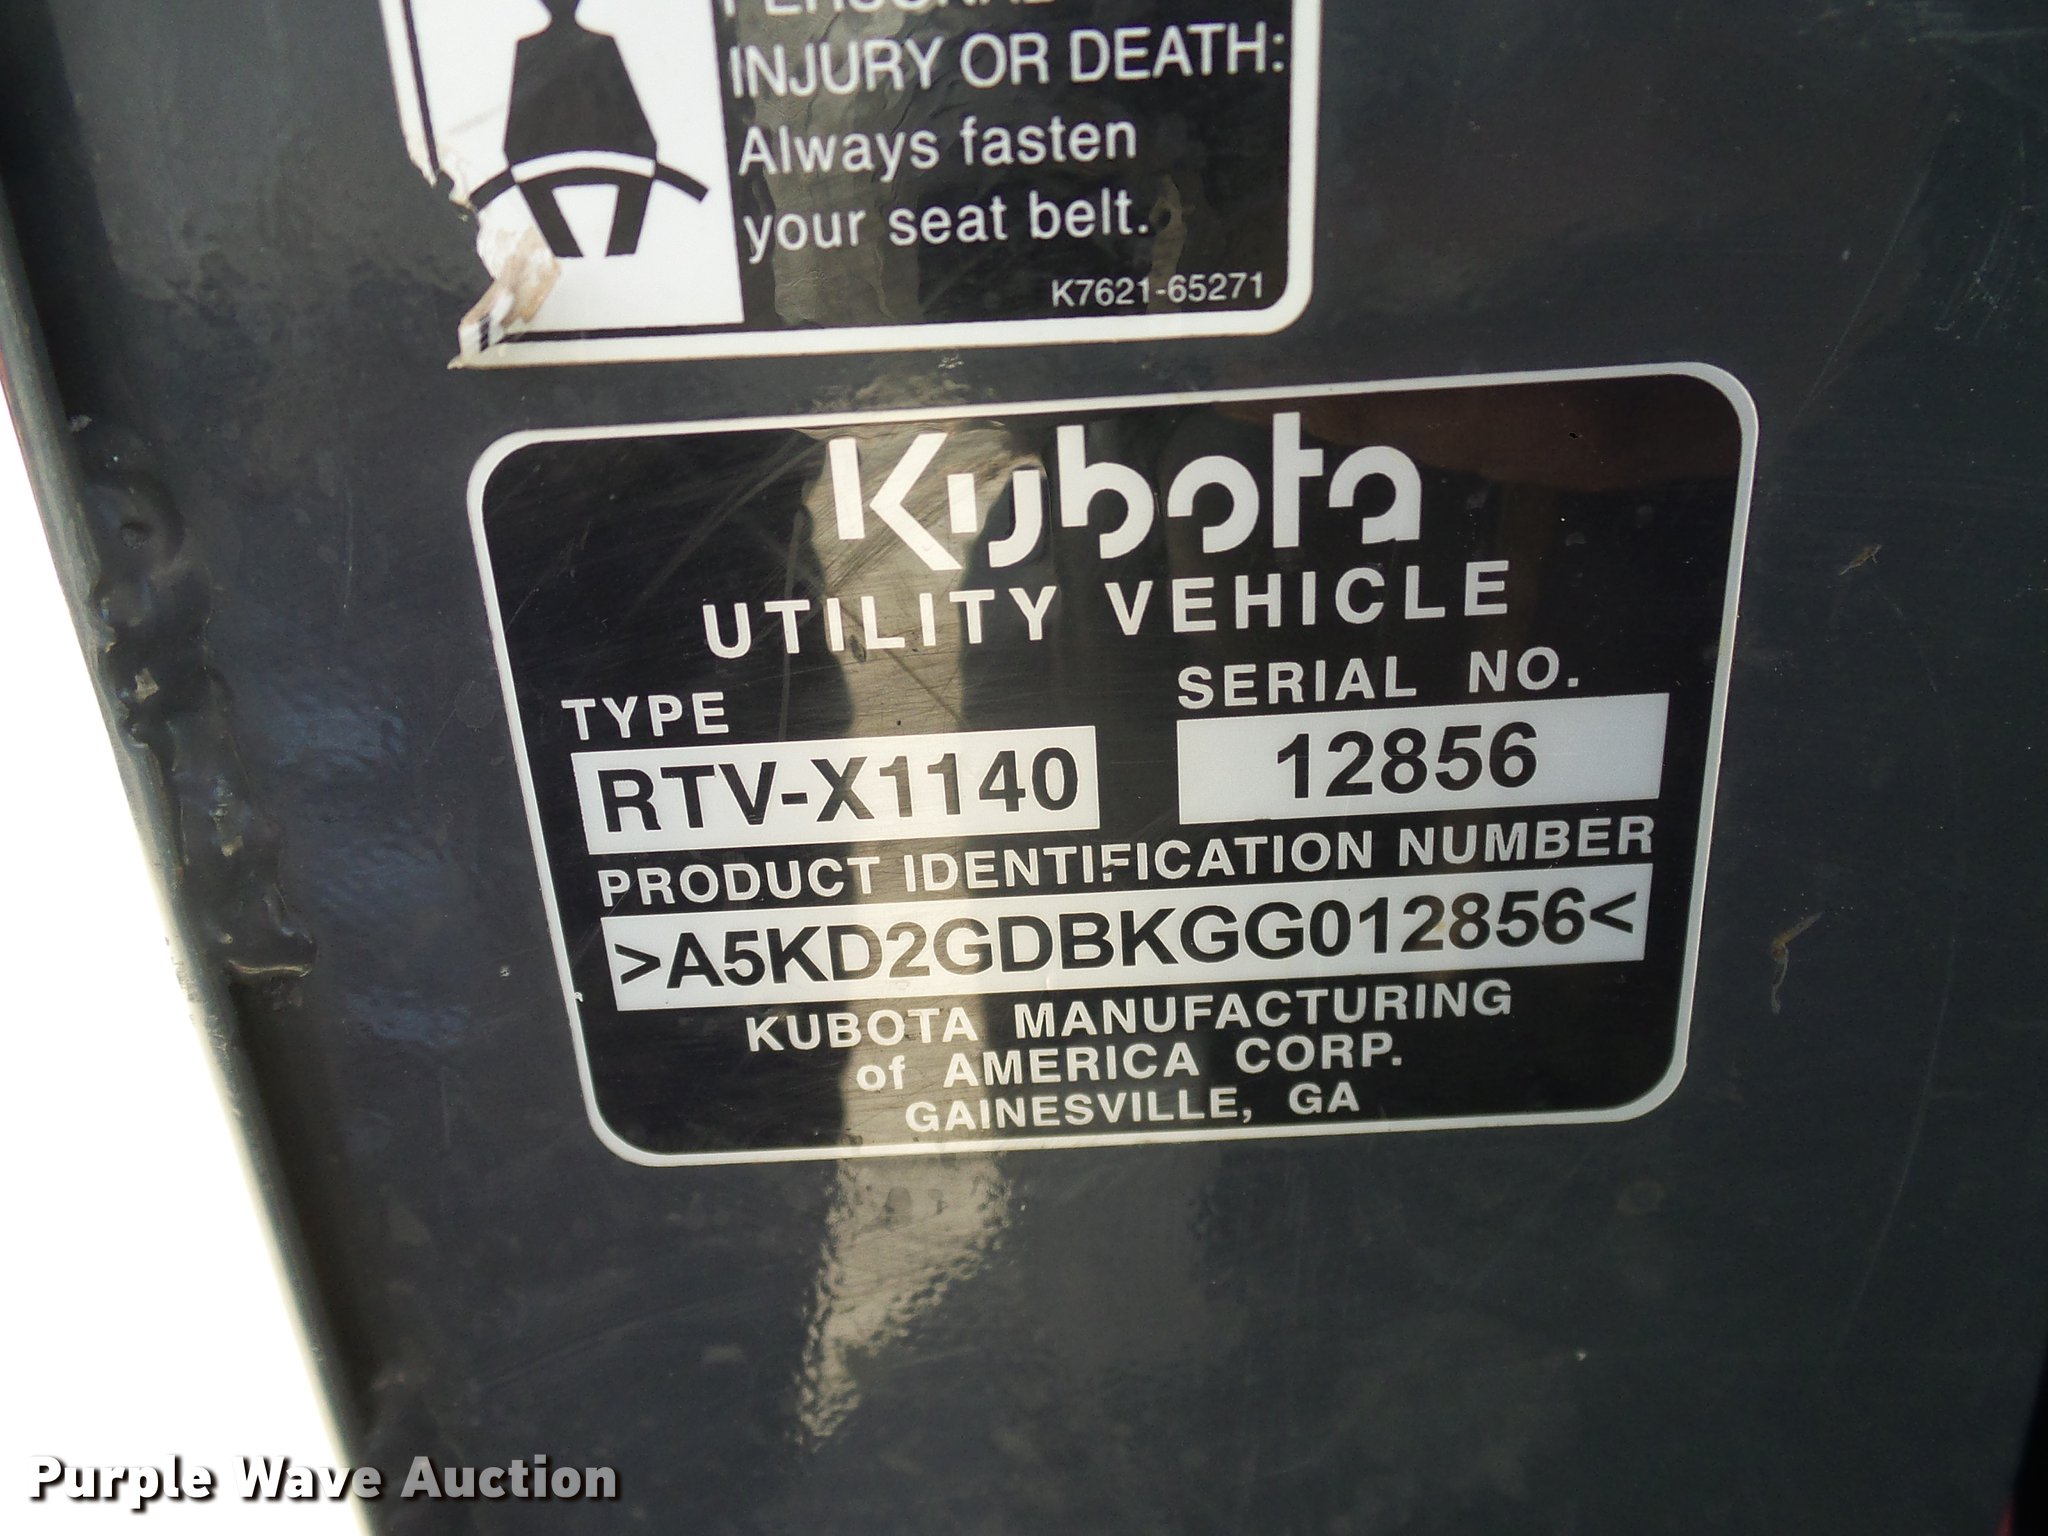 PERSONAL
INJURY OR DEATH:
Always fasten
your seat belt.
K7621-65271
Kubota
UTILITY VEHICLE
TYPE SERIAL NO.
RTV-X1140 12856
PRODUCT IDENTIFICATION NUMBER
>A5KD2GDBKGG012856<
KUBOTA MANUFACTURING
of AMERICA CORP.
GAINESVILLE, GA
Purple Wave Auction